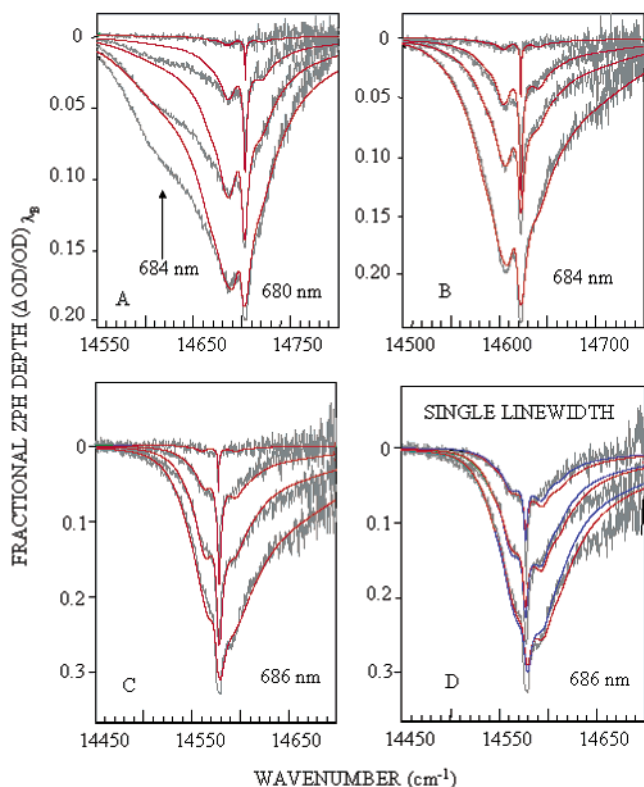 0
0.05
0.10
0.15
0.20
684 nm
A
680 nm
14550
14650
14750
0
0.05
0.10
0.15
0.20
B
684 nm
14500
14600
14700
FRACTIONAL ZPH DEPTH (ΔOD/OD) λB
0
0.1
0.2
0.3
C
686 nm
14450
14550
14650
SINGLE LINEWIDTH
0
0.1
0.2
0.3
D
686 nm
14450
14550
14650
WAVENUMBER (cm-1)